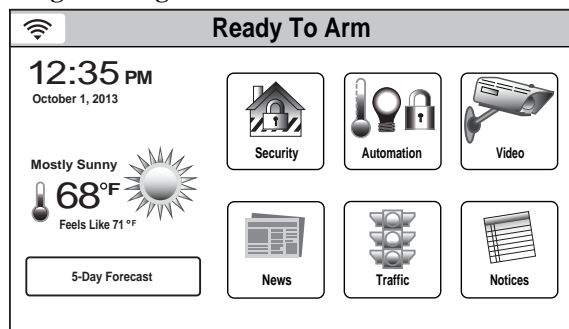 Ready To Arm
12:35 PM
October 1, 2013
Mostly Sunny
68°F
Feels Like 71 °F
5-Day Forecast
Security
Automation
Video
News
Traffic
Notices